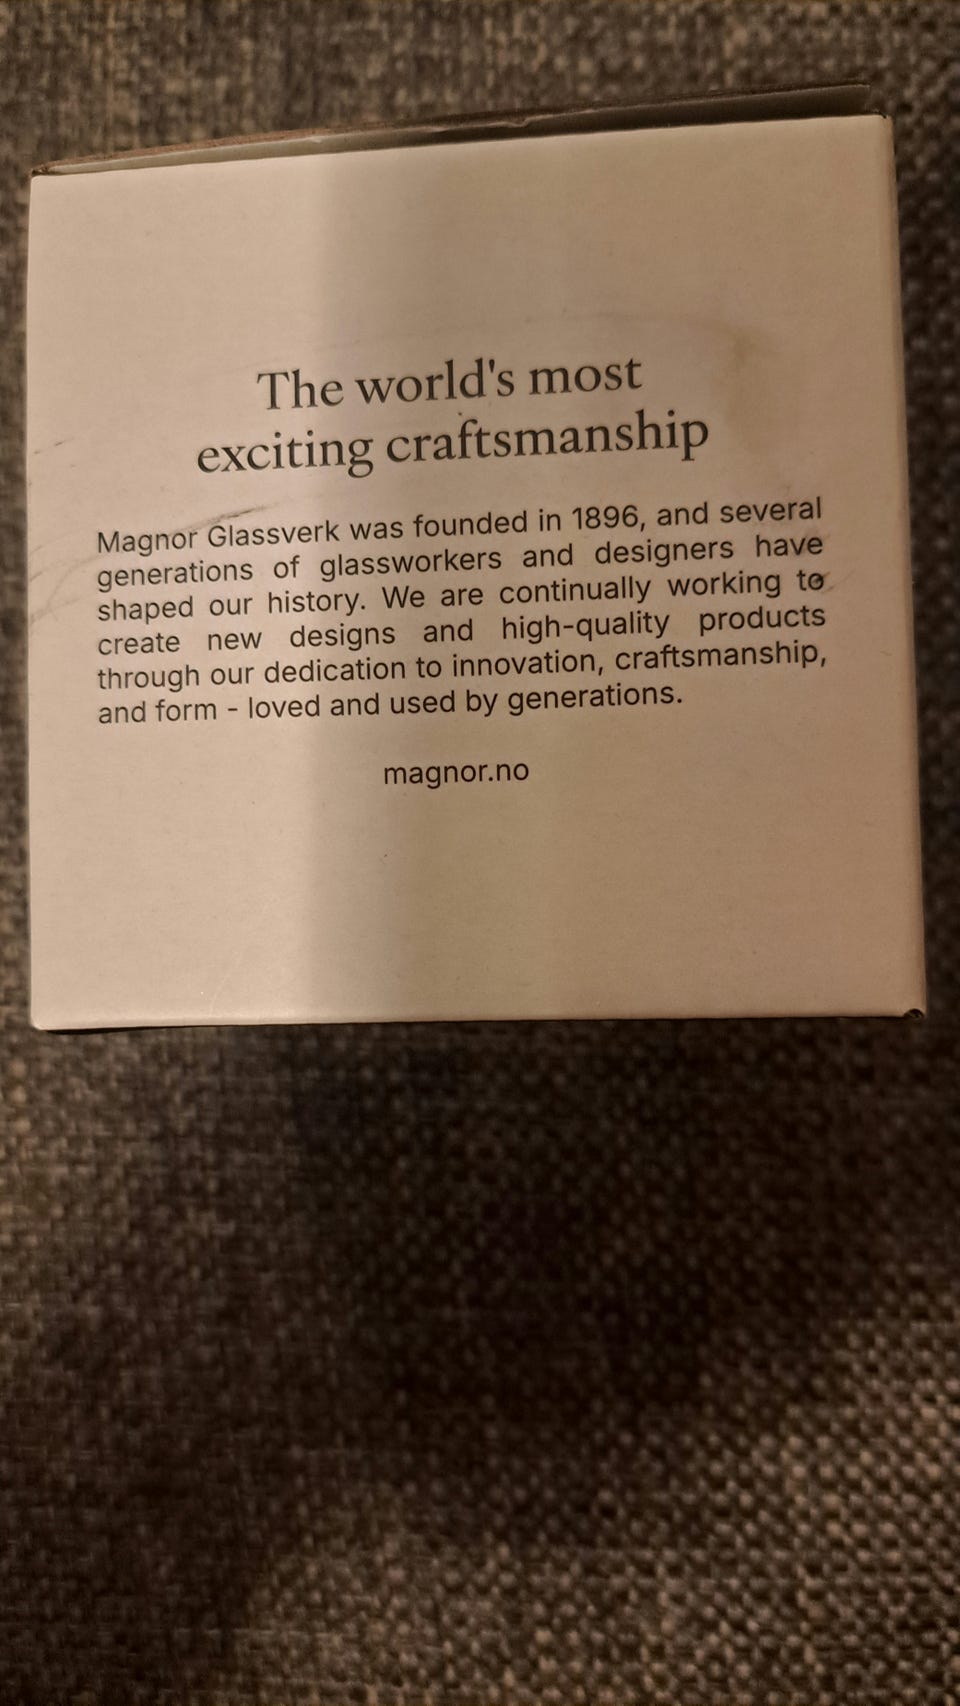 The world's most
exciting craftsmanship
Magnor Glassverk was founded in 1896, and several
generations of glassworkers and designers have
shaped our history. We are continually working to
create new designs and high-quality products
through our dedication to innovation, craftsmanship,
and form - loved and used by generations.
magnor.no